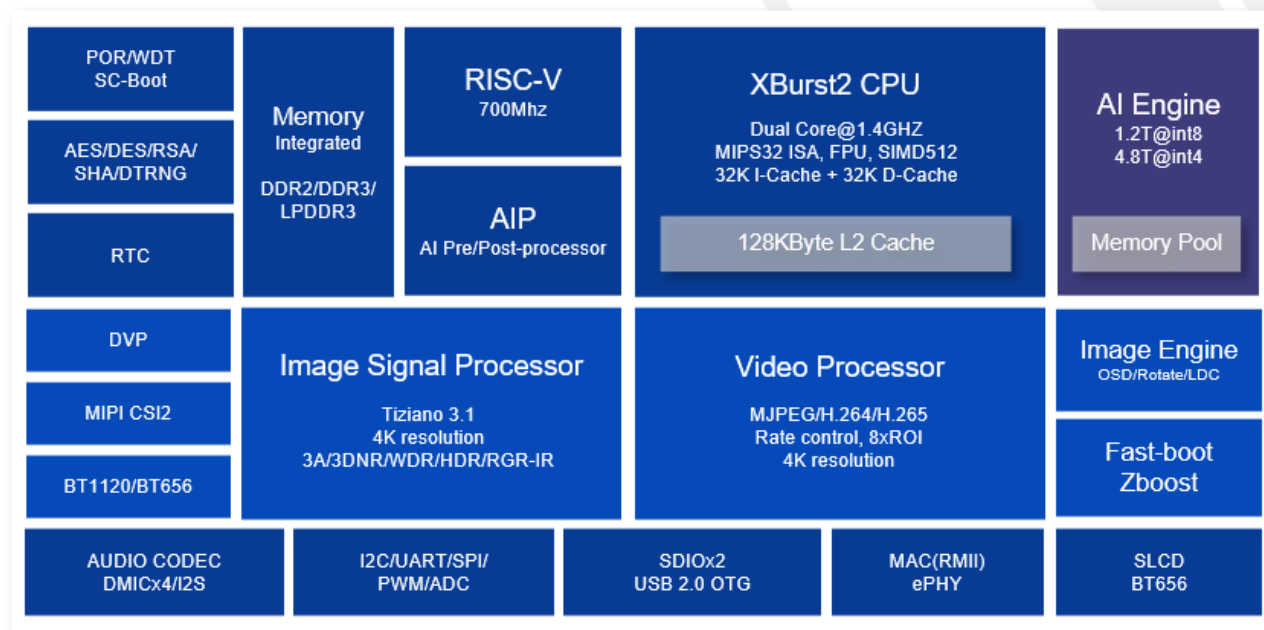 POR/WDT
SC-Boot
AES/DES/RSA/
SHA/DTRNG
RTC
Memory
Integrated
DDR2/DDR3/
LPDDR3
RISC-V
700Mhz
AIP
AI Pre/Post-processor
XBurst2 CPU
Dual Core@1.4GHZ
MIPS32 ISA, FPU, SIMD512
32K I-Cache + 32K D-Cache
128KByte L2 Cache
AI Engine
1.2T@int8
4.8T@int4
Memory Pool
DVP
MIPI CSI2
BT1120/BT656
Image Signal Processor
Tiziano 3.1
4K resolution
3A/3DNR/WDR/HDR/RGR-IR
Video Processor
MJPEG/H.264/H.265
Rate control, 8xROI
4K resolution
Image Engine
OSD/Rotate/LDC
Fast-boot
Zboost
AUDIO CODEC
DMICx4/I2S
I2C/UART/SPI/
PWM/ADC
SDIOx2
USB 2.0 OTG
MAC(RMII)
ePHY
SLCD
BT656